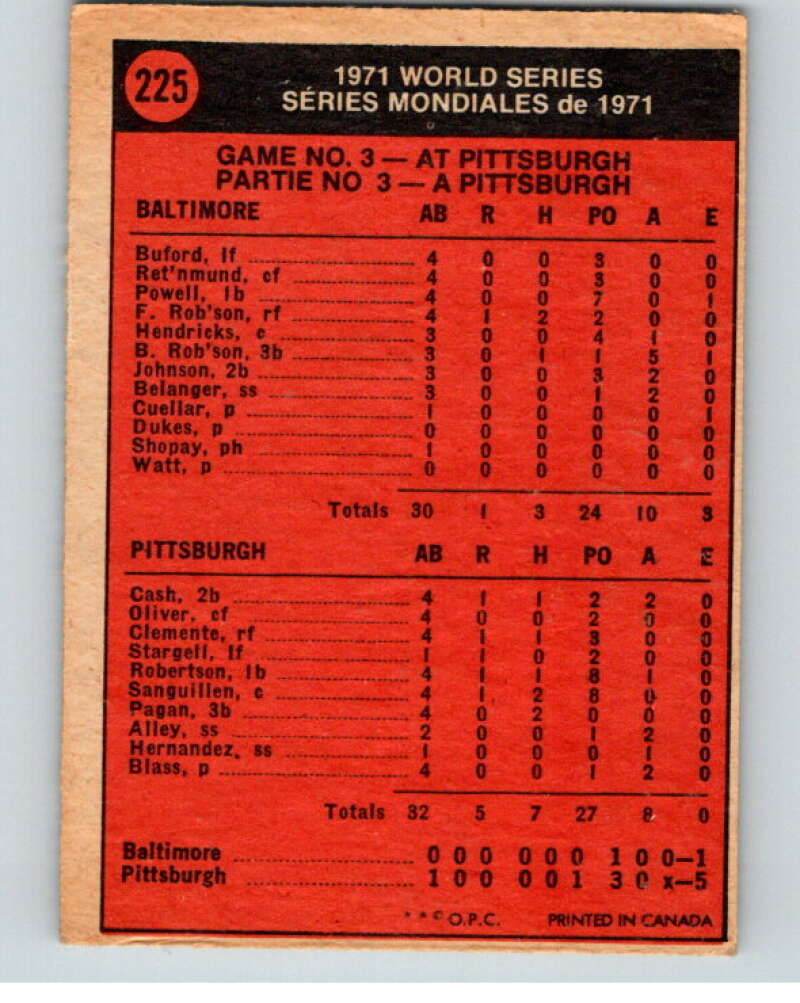 225
1971 WORLD SERIES
SÉRIES MONDIALES de 1971
GAME NO. 3 — AT PITTSBURGH
PARTIE NO 3 — A PITTSBURGH
BALTIMORE AB R H PO A E
Buford, lf 4 0 0 3 0 0
Ret'nmund, cf 4 0 0 3 0 0
Powell, 1b 4 0 0 7 0 1
F. Rob'son, rf 4 1 2 2 0 0
Hendricks, c 3 0 0 4 1 0
B. Rob'son, 3b 3 0 1 1 5 1
Johnson, 2b 3 0 0 3 2 0
Belanger, ss 3 0 0 1 2 0
Cuellar, p 1 0 0 0 0 1
Dukes, p 0 0 0 0 0 0
Shopay, ph 1 0 0 0 0 0
Watt, p 0 0 0 0 0 0
Totals 30 1 3 24 10 3
PITTSBURGH AB R H PO A E
Cash, 2b 4 1 1 2 2 0
Oliver, cf 4 0 0 2 0 0
Clemente, rf 4 1 1 3 0 0
Stargell, lf 1 1 0 2 0 0
Robertson, 1b 4 1 1 8 1 0
Sanguillen, c 4 1 2 8 0 0
Pagan, 3b 4 0 2 0 0 0
Alley, ss 2 0 0 1 2 0
Hernandez, ss 1 0 0 0 1 0
Blass, p 4 0 0 1 2 0
Totals 32 5 7 27 8 0
Baltimore 0 0 0 0 0 0 1 0 0—1
Pittsburgh 1 0 0 0 0 1 3 0 x—5
**© O.P.C. PRINTED IN CANADA